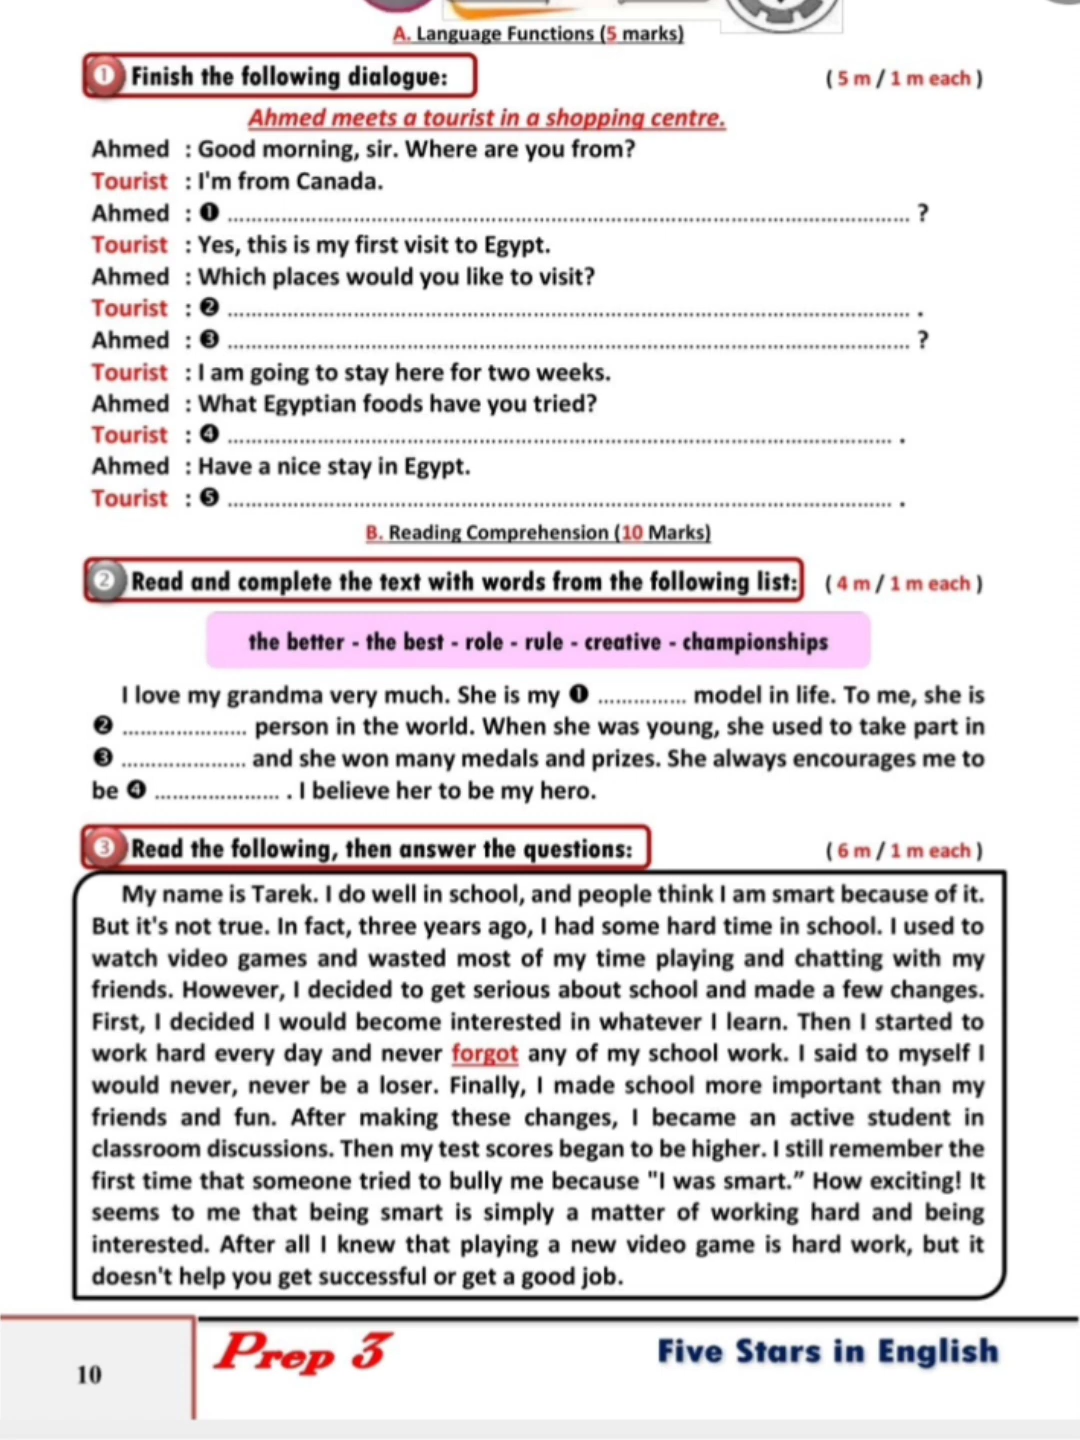 A. Language Functions (5 marks)
❶ Finish the following dialogue: ( 5 m / 1 m each )
Ahmed meets a tourist in a shopping centre.
Ahmed : Good morning, sir. Where are you from?
Tourist : I'm from Canada.
Ahmed : ❶ .......................................................................................... ?
Tourist : Yes, this is my first visit to Egypt.
Ahmed : Which places would you like to visit?
Tourist : ❷ .......................................................................................... .
Ahmed : ❸ .......................................................................................... ?
Tourist : I am going to stay here for two weeks.
Ahmed : What Egyptian foods have you tried?
Tourist : ❹ .......................................................................................... .
Ahmed : Have a nice stay in Egypt.
Tourist : ❺ .......................................................................................... .
B. Reading Comprehension (10 Marks)
❷ Read and complete the text with words from the following list: ( 4 m / 1 m each )
the better - the best - role - rule - creative - championships
I love my grandma very much. She is my ❶ ............... model in life. To me, she is
❷ ..................... person in the world. When she was young, she used to take part in
❸ ..................... and she won many medals and prizes. She always encourages me to
be ❹ ..................... . I believe her to be my hero.
❸ Read the following, then answer the questions: ( 6 m / 1 m each )
My name is Tarek. I do well in school, and people think I am smart because of it.
But it's not true. In fact, three years ago, I had some hard time in school. I used to
watch video games and wasted most of my time playing and chatting with my
friends. However, I decided to get serious about school and made a few changes.
First, I decided I would become interested in whatever I learn. Then I started to
work hard every day and never forgot any of my school work. I said to myself I
would never, never be a loser. Finally, I made school more important than my
friends and fun. After making these changes, I became an active student in
classroom discussions. Then my test scores began to be higher. I still remember the
first time that someone tried to bully me because "I was smart.” How exciting! It
seems to me that being smart is simply a matter of working hard and being
interested. After all I knew that playing a new video game is hard work, but it
doesn't help you get successful or get a good job.
10 Prep 3 Five Stars in English